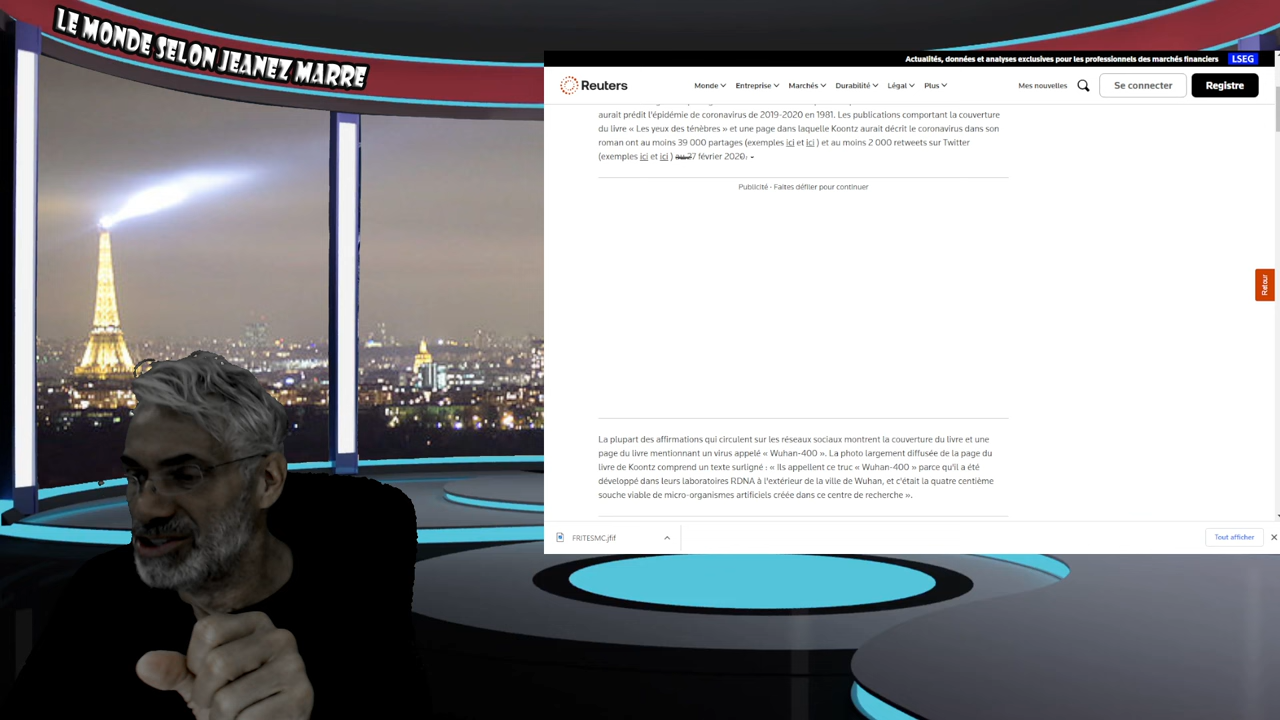 LE MONDE SELON JEANEZ MARRE
Actualités, données et analyses exclusives pour les professionnels des marchés financiers LSEG
Reuters Monde Entreprise Marchés Durabilité Légal Plus Mes nouvelles Se connecter Registre
aurait prédit l'épidémie de coronavirus de 2019-2020 en 1981. Les publications comportant la couverture
du livre « Les yeux des ténèbres » et une page dans laquelle Koontz aurait décrit le coronavirus dans son
roman ont au moins 39 000 partages (exemples ici et ici ) et au moins 2 000 retweets sur Twitter
(exemples ici et ici ) au 27 février 2020. -
Publicité - Faites défiler pour continuer
Retour
La plupart des affirmations qui circulent sur les réseaux sociaux montrent la couverture du livre et une
page du livre mentionnant un virus appelé « Wuhan-400 ». La photo largement diffusée de la page du
livre de Koontz comprend un texte surligné : « Ils appellent ce truc « Wuhan-400 » parce qu'il a été
développé dans leurs laboratoires RDNA à l'extérieur de la ville de Wuhan, et c'était la quatre centième
souche viable de micro-organismes artificiels créée dans ce centre de recherche ».
FRITESMC.jfif
Tout afficher